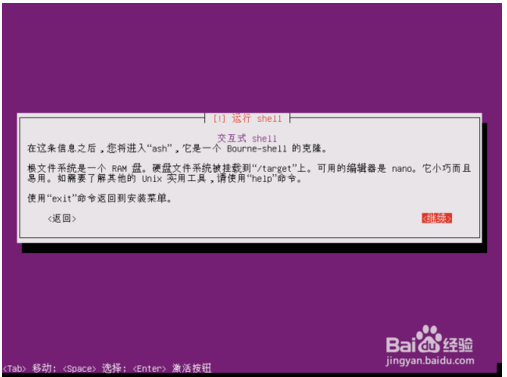 [!] 运行 shell
交互式 shell
在这条信息之后，您将进入“ash”，它是一个 Bourne-shell 的克隆。
根文件系统是一个 RAM 盘。硬盘文件系统被挂载到“/target”上。可用的编辑器是 nano。它小巧而且
易用。如需要了解其他的 Unix 实用工具，请使用“help”命令。
使用“exit”命令返回到安装菜单。
<返回> <继续>
Baidu 经验
jingyan.baidu.com
<Tab> 移动; <Space> 选择; <Enter> 激活按钮